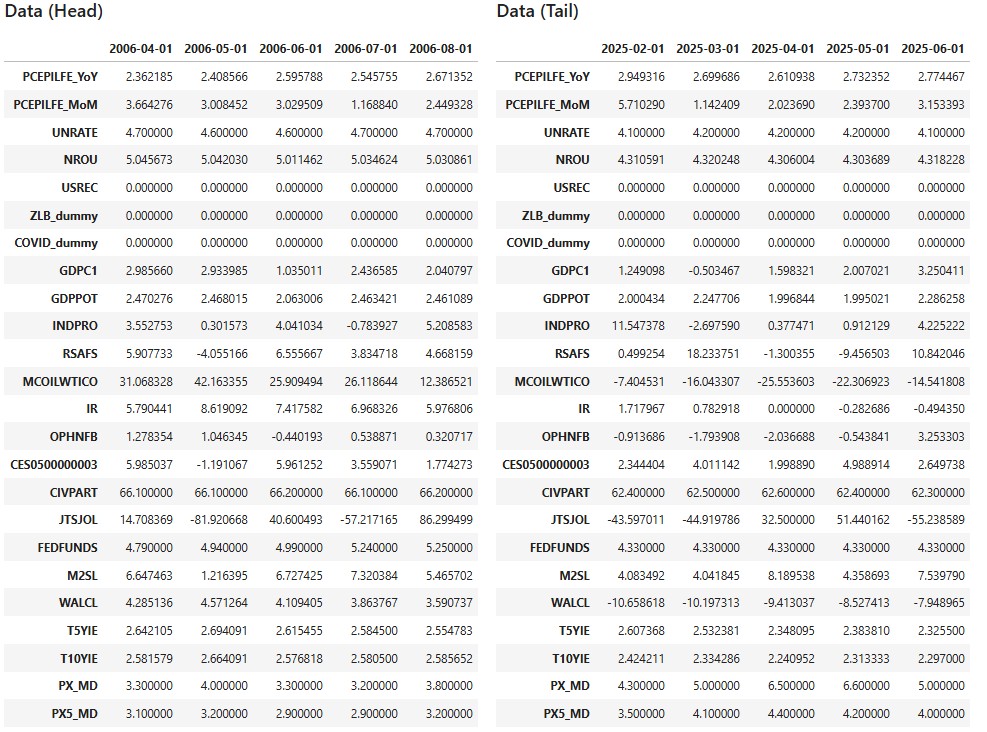 Data (Head)
2006-04-01 2006-05-01 2006-06-01 2006-07-01 2006-08-01
PCEPILFE_YoY 2.362185 2.408566 2.595788 2.545755 2.671352
PCEPILFE_MoM 3.664276 3.008452 3.029509 1.168840 2.449328
UNRATE 4.700000 4.600000 4.600000 4.700000 4.700000
NROU 5.045673 5.042030 5.011462 5.034624 5.030861
USREC 0.000000 0.000000 0.000000 0.000000 0.000000
ZLB_dummy 0.000000 0.000000 0.000000 0.000000 0.000000
COVID_dummy 0.000000 0.000000 0.000000 0.000000 0.000000
GDPC1 2.985660 2.933985 1.035011 2.436585 2.040797
GDPPOT 2.470276 2.468015 2.063006 2.463421 2.461089
INDPRO 3.552753 0.301573 4.041034 -0.783927 5.208583
RSAFS 5.907733 -4.055166 6.555667 3.834718 4.668159
MCOILWTICO 31.068328 42.163355 25.909494 26.118644 12.386521
IR 5.790441 8.619092 7.417582 6.968326 5.976806
OPHNFB 1.278354 1.046345 -0.440193 0.538871 0.320717
CES0500000003 5.985037 -1.191067 5.961252 3.559071 1.774273
CIVPART 66.100000 66.100000 66.200000 66.100000 66.200000
JTSJOL 14.708369 -81.920668 40.600493 -57.217165 86.299499
FEDFUNDS 4.790000 4.940000 4.990000 5.240000 5.250000
M2SL 6.647463 1.216395 6.727425 7.320384 5.465702
WALCL 4.285136 4.571264 4.109405 3.863767 3.590737
T5YIE 2.642105 2.694091 2.615455 2.584500 2.554783
T10YIE 2.581579 2.664091 2.576818 2.580500 2.585652
PX_MD 3.300000 4.000000 3.300000 3.200000 3.800000
PX5_MD 3.100000 3.200000 2.900000 2.900000 3.200000
Data (Tail)
2025-02-01 2025-03-01 2025-04-01 2025-05-01 2025-06-01
PCEPILFE_YoY 2.949316 2.699686 2.610938 2.732352 2.774467
PCEPILFE_MoM 5.710290 1.142409 2.023690 2.393700 3.153393
UNRATE 4.100000 4.200000 4.200000 4.200000 4.100000
NROU 4.310591 4.320248 4.306004 4.303689 4.318228
USREC 0.000000 0.000000 0.000000 0.000000 0.000000
ZLB_dummy 0.000000 0.000000 0.000000 0.000000 0.000000
COVID_dummy 0.000000 0.000000 0.000000 0.000000 0.000000
GDPC1 1.249098 -0.503467 1.598321 2.007021 3.250411
GDPPOT 2.000434 2.247706 1.996844 1.995021 2.286258
INDPRO 11.547378 -2.697590 0.377471 0.912129 4.225222
RSAFS 0.499254 18.233751 -1.300355 -9.456503 10.842046
MCOILWTICO -7.404531 -16.043307 -25.553603 -22.306923 -14.541808
IR 1.717967 0.782918 0.000000 -0.282686 -0.494350
OPHNFB -0.913686 -1.793908 -2.036688 -0.543841 3.253303
CES0500000003 2.344404 4.011142 1.998890 4.988914 2.649738
CIVPART 62.400000 62.500000 62.600000 62.400000 62.300000
JTSJOL -43.597011 -44.919786 32.500000 51.440162 -55.238589
FEDFUNDS 4.330000 4.330000 4.330000 4.330000 4.330000
M2SL 4.083492 4.041845 8.189538 4.358693 7.539790
WALCL -10.658618 -10.197313 -9.413037 -8.527413 -7.948965
T5YIE 2.607368 2.532381 2.348095 2.383810 2.325500
T10YIE 2.424211 2.334286 2.240952 2.313333 2.297000
PX_MD 4.300000 5.000000 6.500000 6.600000 5.000000
PX5_MD 3.500000 4.100000 4.400000 4.200000 4.000000